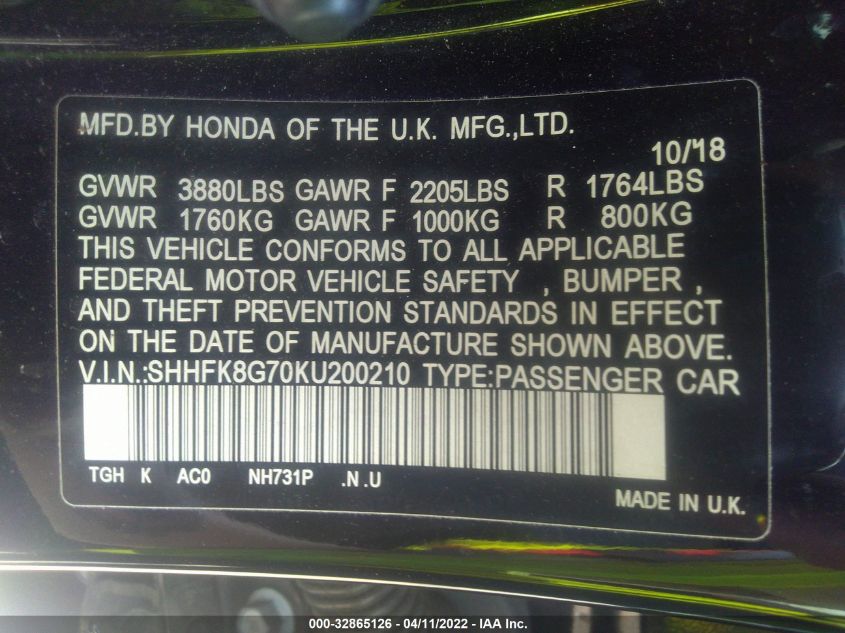 MFD.BY HONDA OF THE U.K. MFG.,LTD.
10/18
GVWR 3880LBS GAWR F 2205LBS R 1764LBS
GVWR 1760KG GAWR F 1000KG R 800KG
THIS VEHICLE CONFORMS TO ALL APPLICABLE
FEDERAL MOTOR VEHICLE SAFETY , BUMPER ,
AND THEFT PREVENTION STANDARDS IN EFFECT
ON THE DATE OF MANUFACTURE SHOWN ABOVE.
V.I.N.:SHHFK8G70KU200210 TYPE:PASSENGER CAR
TGH K AC0 NH731P .N .U
MADE IN U.K.
000-32865126 - 04/11/2022 - IAA Inc.